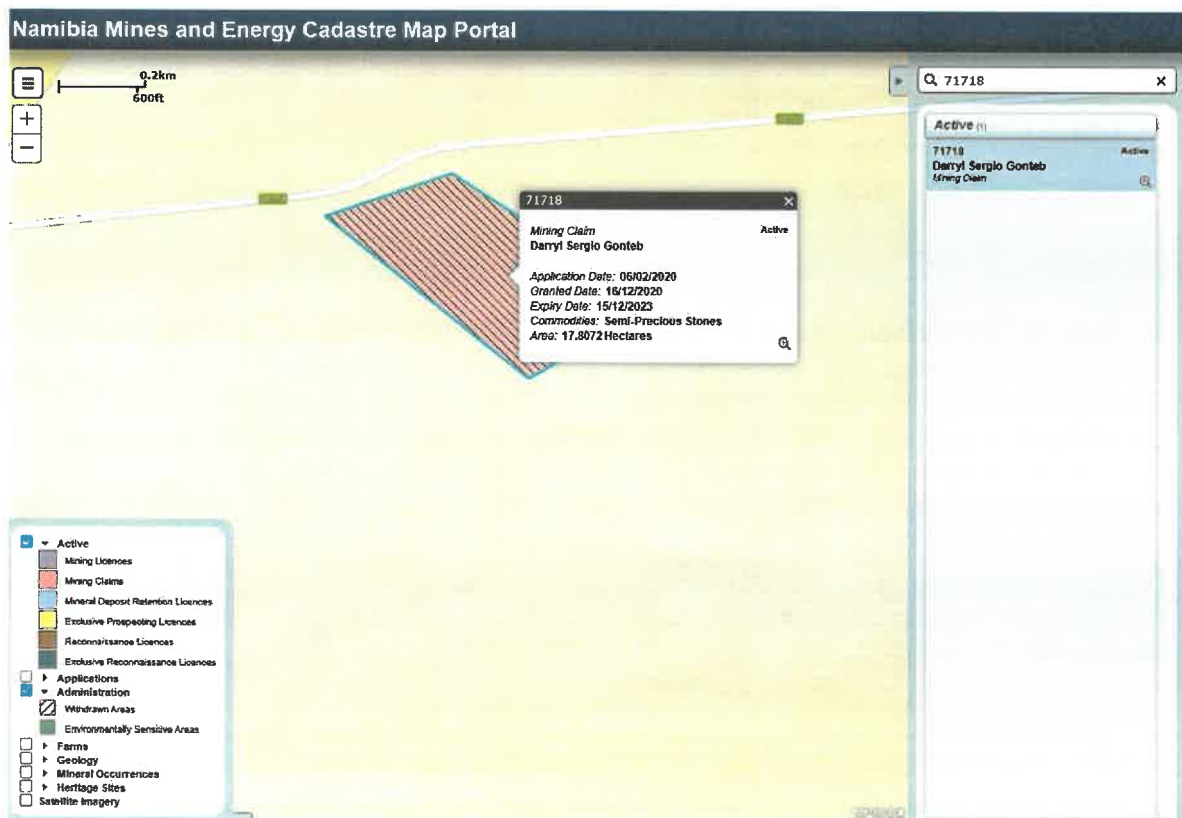 Namibia Mines and Energy Cadastre Map Portal
0.2km
600ft
+
−
71718
Active (1)
71718 Active
Darryl Sergio Gonteb
Mining Claim
71718
Mining Claim Active
Darryl Sergio Gonteb
Application Date: 06/02/2020
Granted Date: 16/12/2020
Expiry Date: 15/12/2023
Commodities: Semi-Precious Stones
Area: 17.8072 Hectares
Active
Mining Licences
Mining Claims
Mineral Deposit Retention Licences
Exclusive Prospecting Licences
Reconnaissance Licences
Exclusive Reconnaissance Licences
Applications
Administration
Withdrawn Areas
Environmentally Sensitive Areas
Farms
Geology
Mineral Occurrences
Heritage Sites
Satellite Imagery